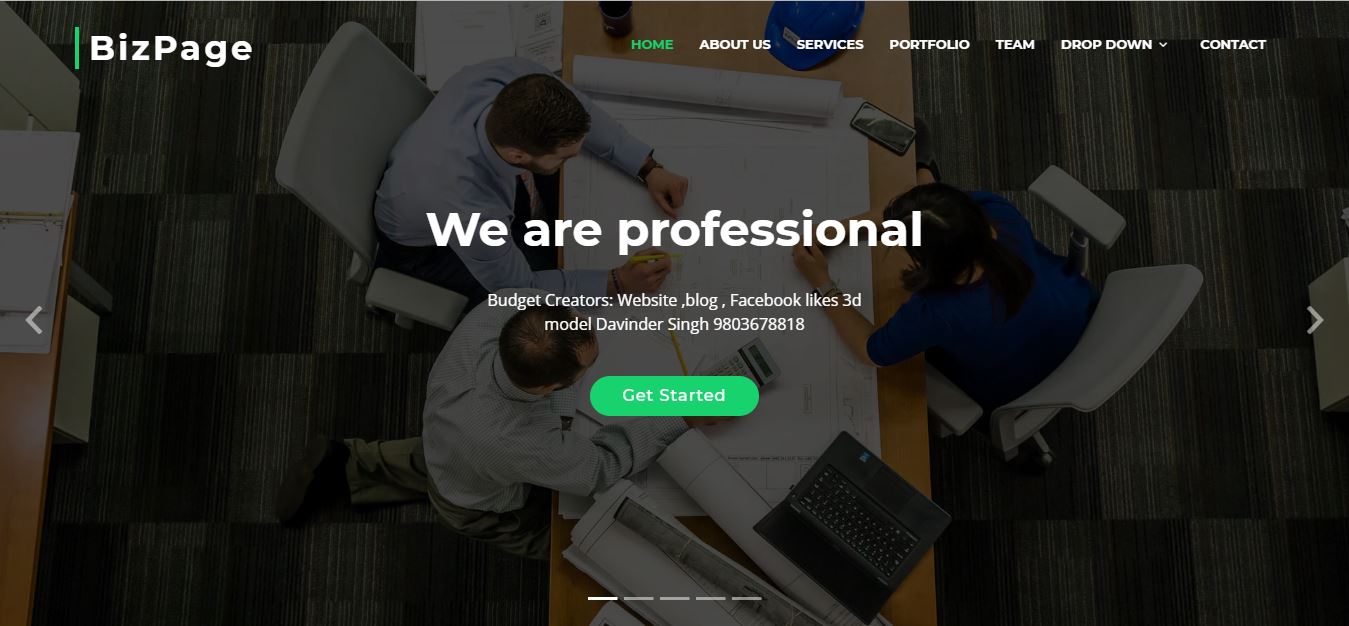 BizPage
HOME ABOUT US SERVICES PORTFOLIO TEAM DROP DOWN CONTACT
We are professional
Budget Creators: Website ,blog , Facebook likes 3d
model Davinder Singh 9803678818
Get Started